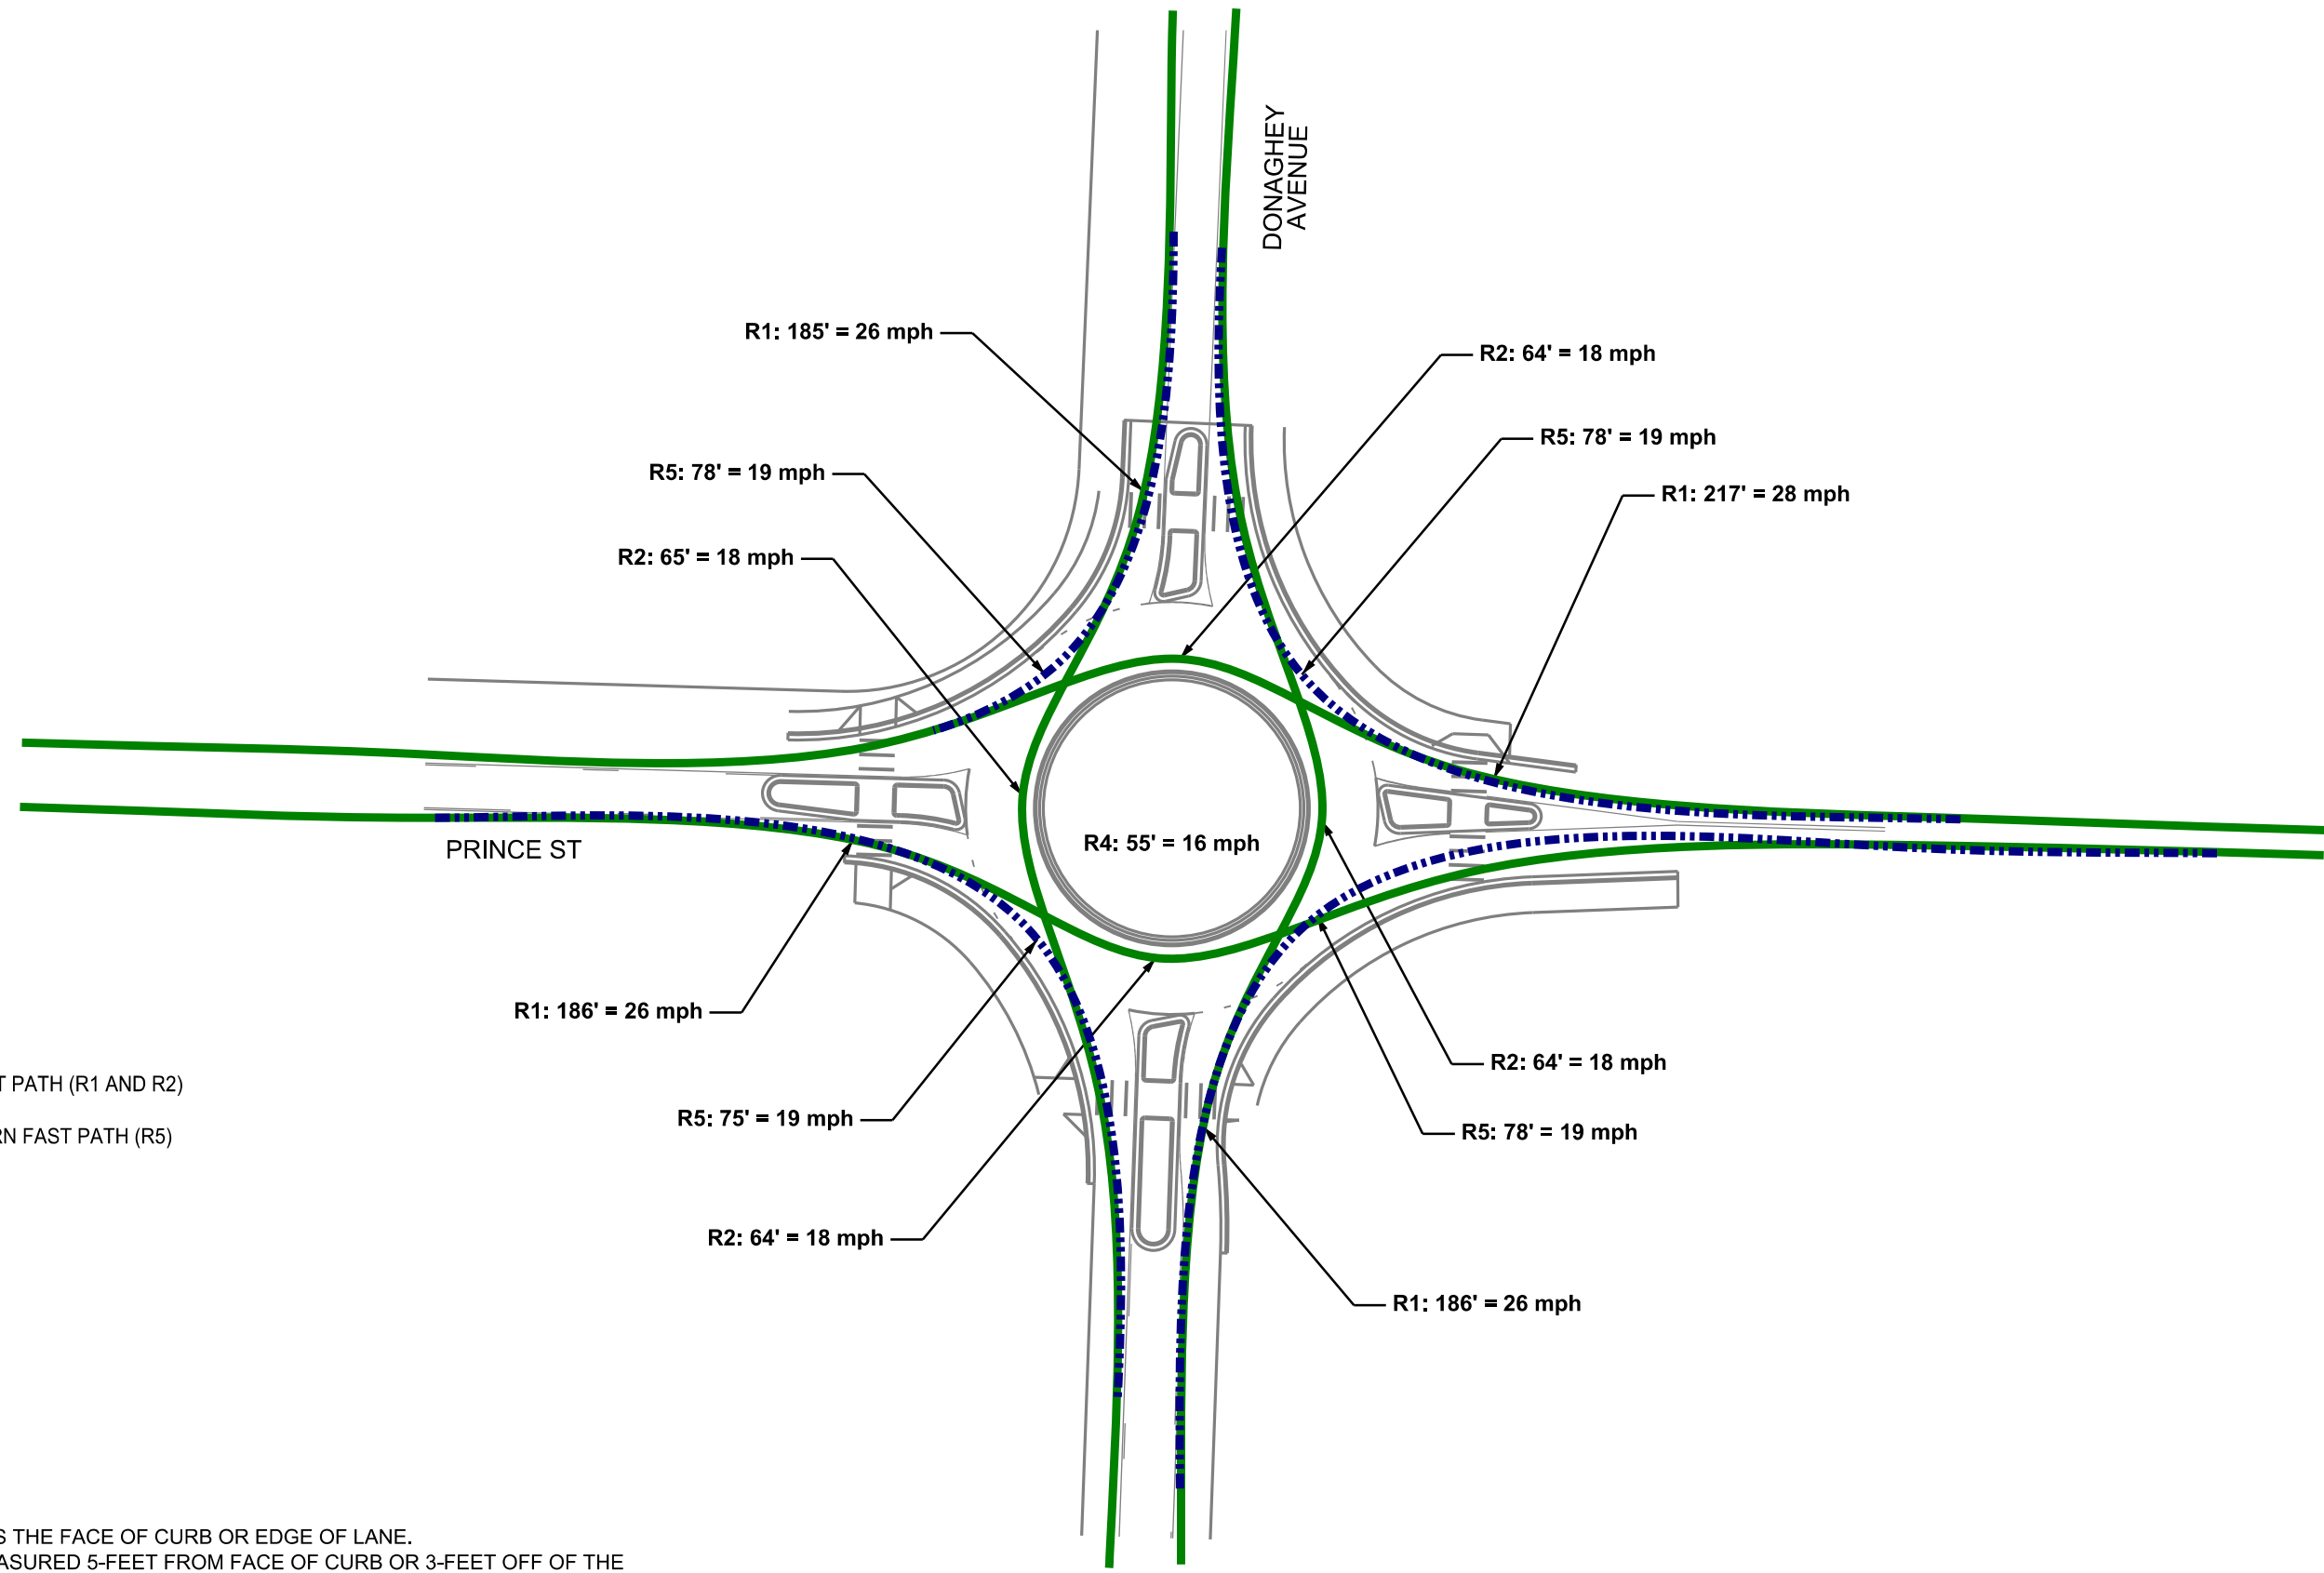 DONAGHEY
AVENUE
R1: 185' = 26 mph
R2: 64' = 18 mph
R5: 78' = 19 mph
R5: 78' = 19 mph
R1: 217' = 28 mph
R2: 65' = 18 mph
R4: 55' = 16 mph
PRINCE ST
R1: 186' = 26 mph
R2: 64' = 18 mph
PATH (R1 AND R2)
R5: 75' = 19 mph
R5: 78' = 19 mph
FAST PATH (R5)
R2: 64' = 18 mph
R1: 186' = 26 mph
THE FACE OF CURB OR EDGE OF LANE.
5-FEET FROM FACE OF CURB OR 3-FEET OFF OF THE